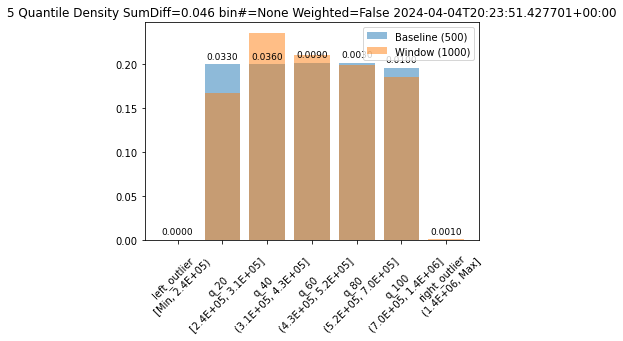 5 Quantile Density SumDiff=0.046 bin#=None Weighted=False 2024-04-04T20:23:51.427701+00:00
Baseline (500)
Window (1000)
0.0000
0.0330
0.0360
0.0090
0.0010
0.20
0.15
0.10
0.05
0.00
left_outlier
[Min, 2.4E+05)
q_20
[2.4E+05, 3.1E+05]
q_40
(3.1E+05, 4.3E+05]
q_60
(4.3E+05, 5.2E+05]
q_80
(5.2E+05, 7.0E+05]
q_100
(7.0E+05, 1.4E+06]
right_outlier
(1.4E+06, Max]